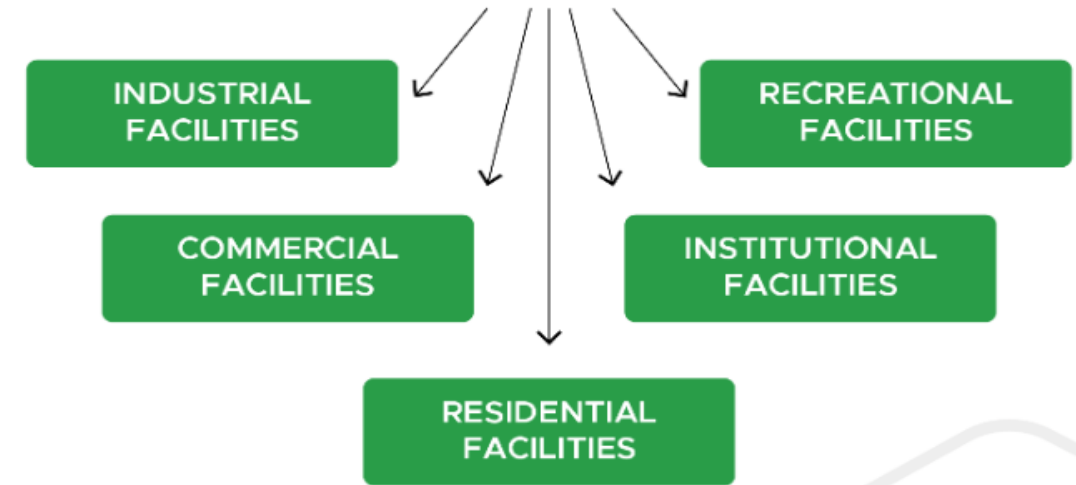 INDUSTRIAL
FACILITIES
RECREATIONAL
FACILITIES
COMMERCIAL
FACILITIES
INSTITUTIONAL
FACILITIES
RESIDENTIAL
FACILITIES